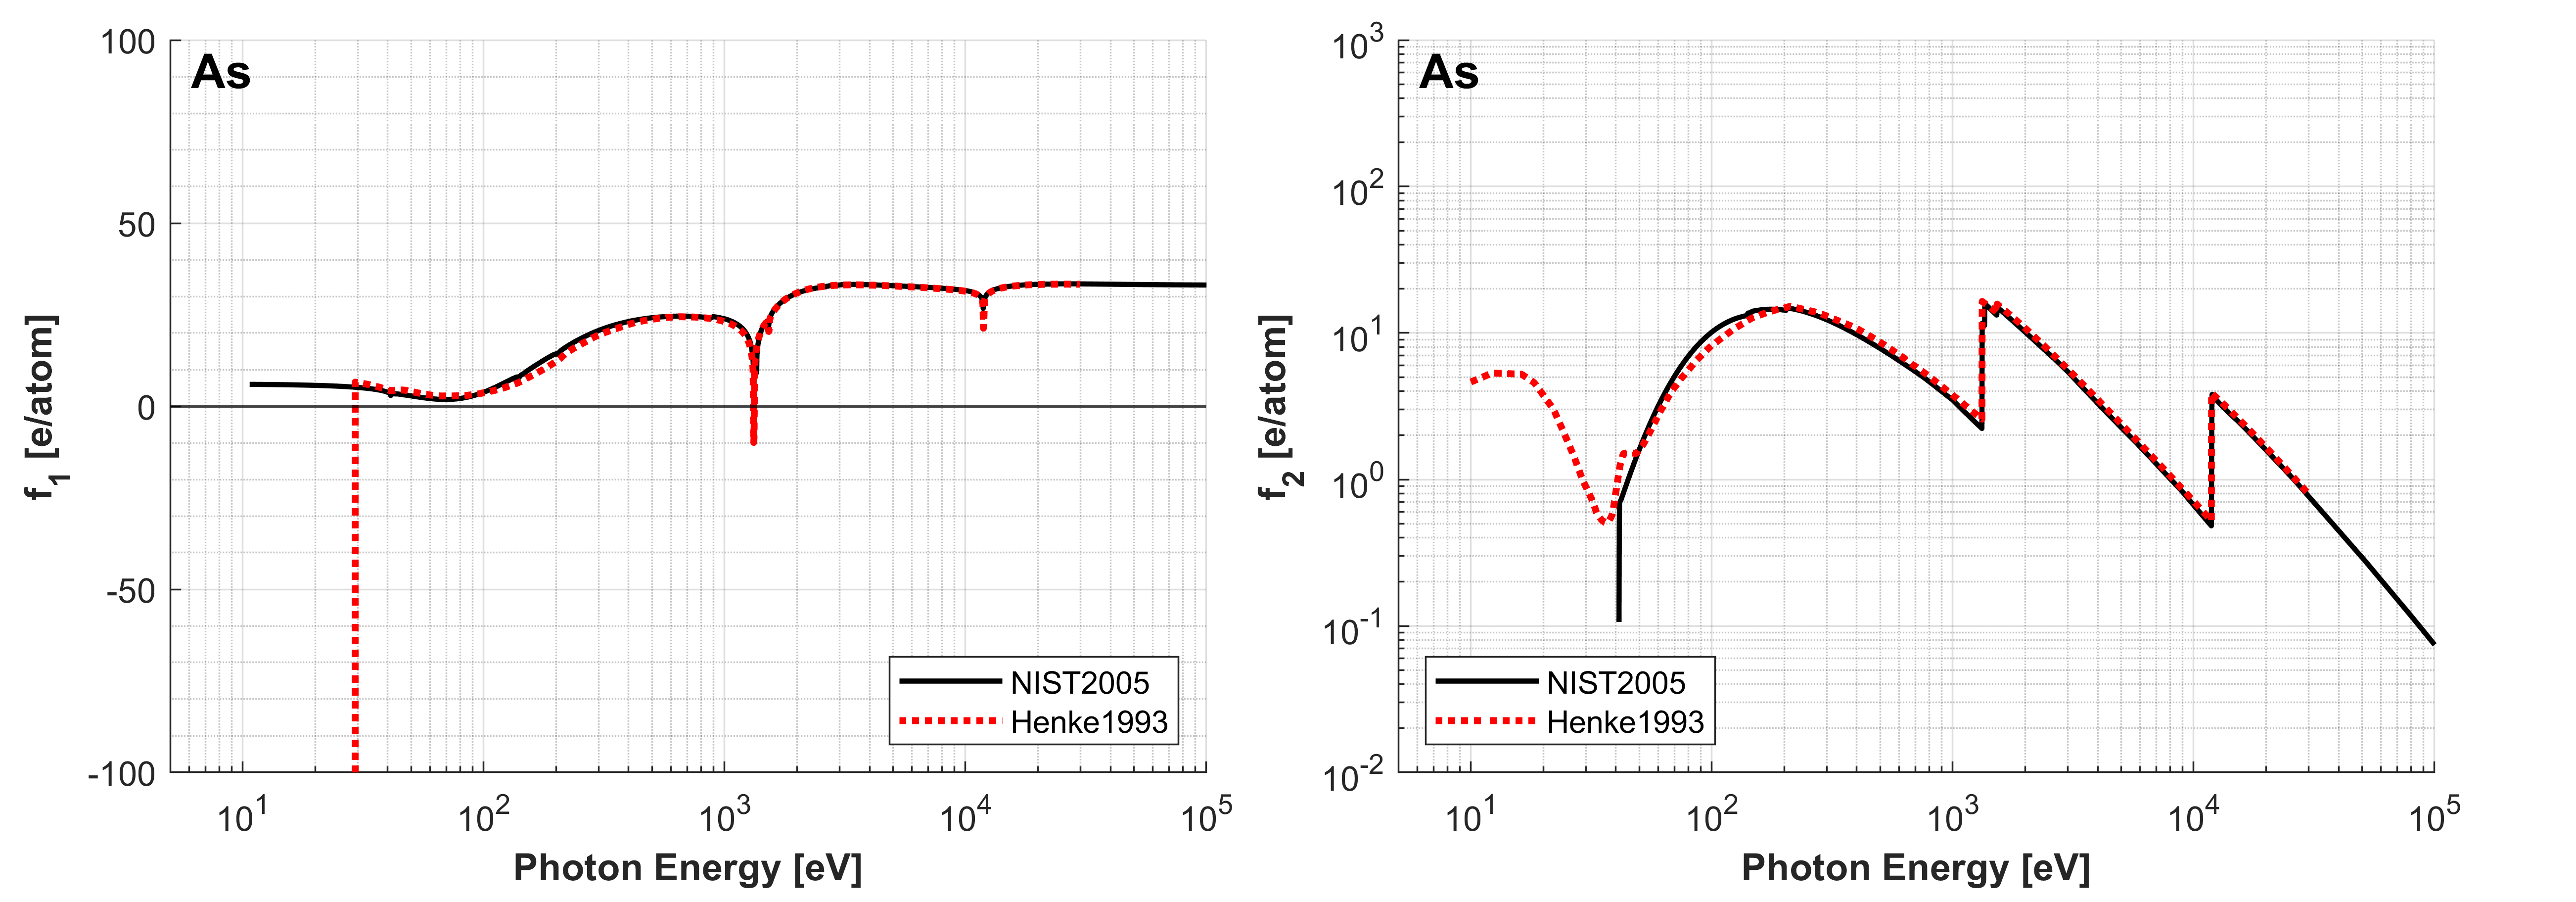 As
100
50
0
-50
-100
f1 [e/atom]
10^1 10^2 10^3 10^4 10^5
Photon Energy [eV]
NIST2005
Henke1993
As
10^3
10^2
10^1
10^0
10^-1
10^-2
f2 [e/atom]
10^1 10^2 10^3 10^4 10^5
Photon Energy [eV]
NIST2005
Henke1993